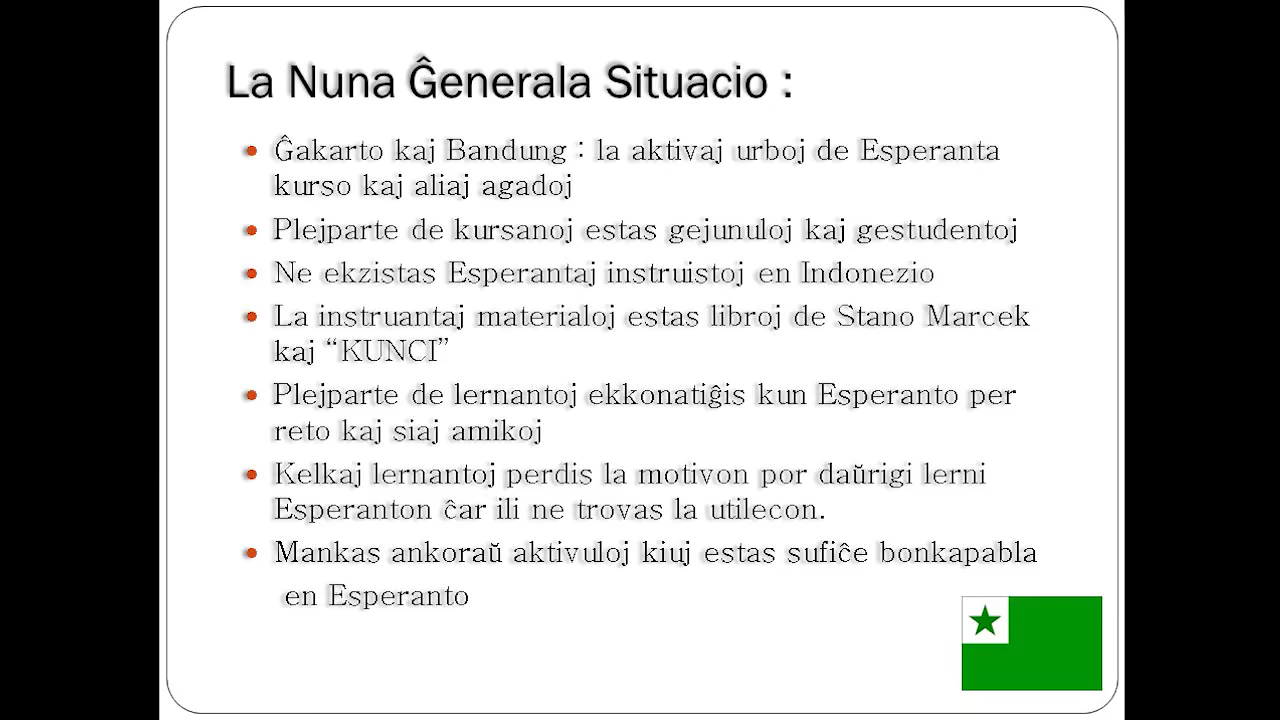 La Nuna Ĝenerala Situacio :
Ĝakarto kaj Bandung : la aktivaj urboj de Esperanta
kurso kaj aliaj agadoj
Plejparte de kursanoj estas gejunuloj kaj gestudentoj
Ne ekzistas Esperantaj instruistoj en Indonezio
La instruantaj materialoj estas libroj de Stano Marcek
kaj “KUNCI”
Plejparte de lernantoj ekkonatiĝis kun Esperanto per
reto kaj siaj amikoj
Kelkaj lernantoj perdis la motivon por daŭrigi lerni
Esperanton ĉar ili ne trovas la utilecon.
Mankas ankoraŭ aktivuloj kiuj estas sufiĉe bonkapabla
en Esperanto